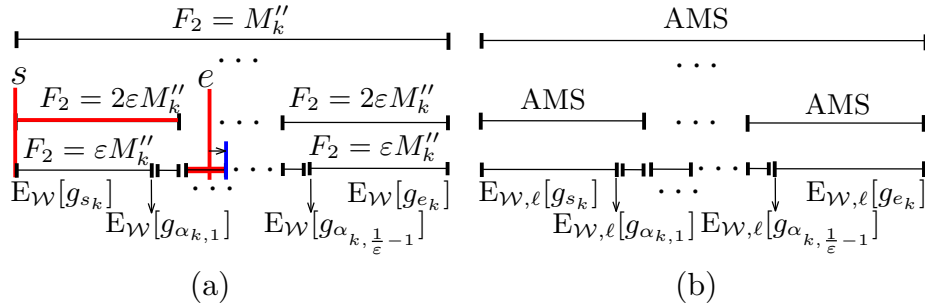 F_2 = M''_k AMS
· · · · · ·
s e
F_2 = 2εM''_k · · · F_2 = 2εM''_k AMS · · · AMS
F_2 = εM''_k · · · F_2 = εM''_k · · ·
E_𝒲[g_{s_k}] · · · E_𝒲[g_{e_k}] E_{𝒲,ℓ}[g_{s_k}] · · · E_{𝒲,ℓ}[g_{e_k}]
E_𝒲[g_{α_{k,1}}] E_𝒲[g_{α_{k,\frac{1}{ε}-1}}] E_{𝒲,ℓ}[g_{α_{k,1}}] E_{𝒲,ℓ}[g_{α_{k,\frac{1}{ε}-1}}]
(a) (b)